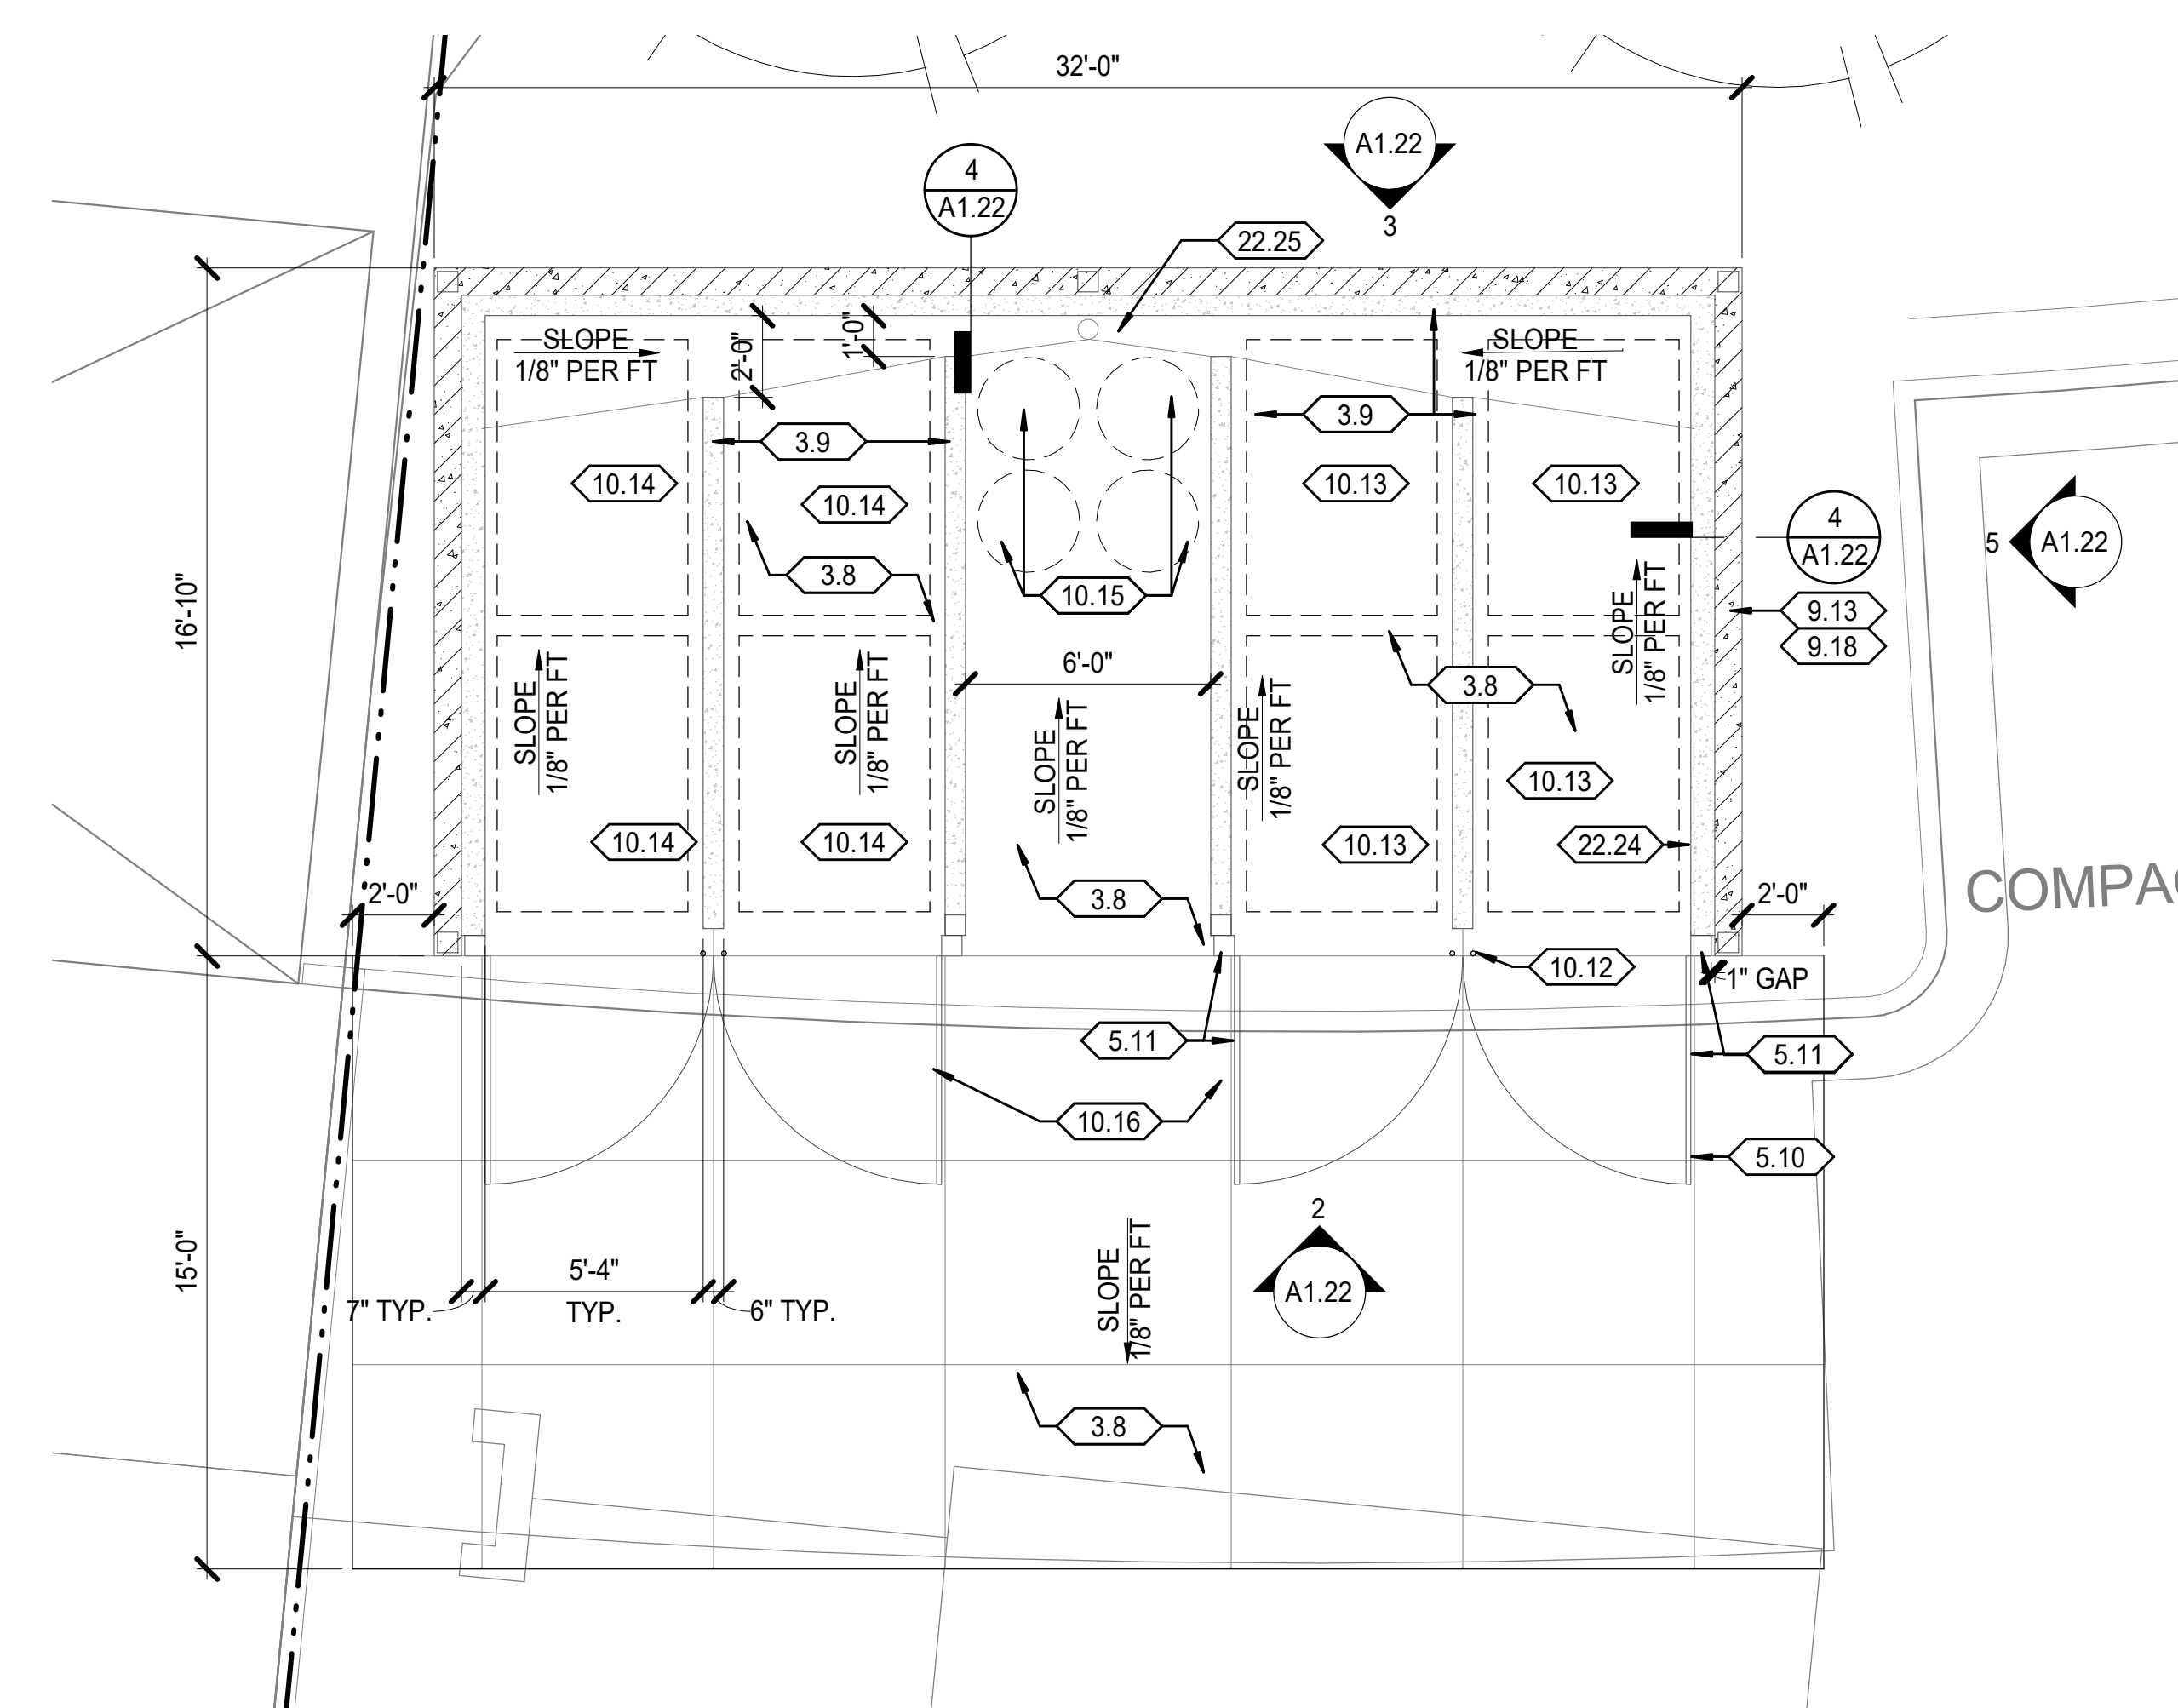 32'-0"
A1.22
3
4
A1.22
22.25
SLOPE
1/8" PER FT
2'-0"
1'-0"
SLOPE
1/8" PER FT
3.9
3.9
10.14
10.14
10.13
10.13
4
A1.22
5
A1.22
3.8
10.15
9.13
9.18
16'-10"
6'-0"
3.8
SLOPE
1/8" PER FT
SLOPE
1/8" PER FT
SLOPE
1/8" PER FT
SLOPE
1/8" PER FT
SLOPE
1/8" PER FT
10.13
10.14
10.14
10.13
22.24
2'-0"
3.8
2'-0"
COMPA
10.12
1" GAP
5.11
5.11
10.16
5.10
2
A1.22
15'-0"
SLOPE
1/8" PER FT
5'-4"
TYP.
7" TYP.
6" TYP.
3.8